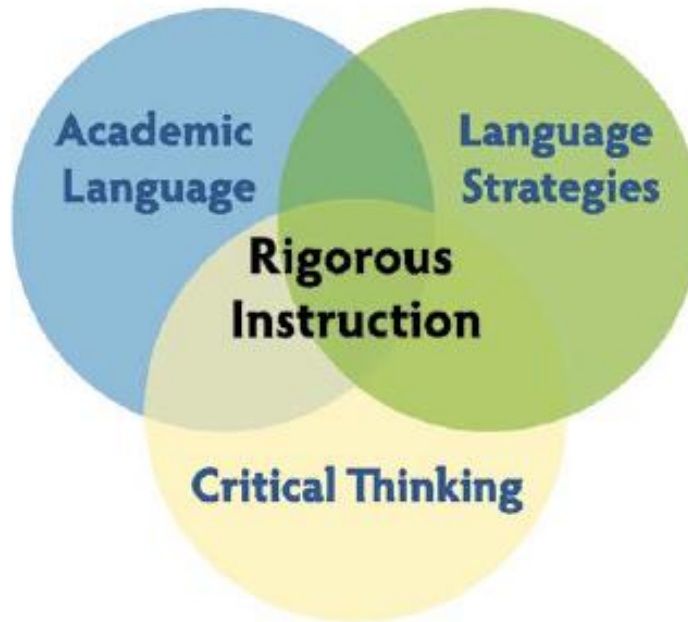 Academic
Language
Language
Strategies
Rigorous
Instruction
Critical Thinking